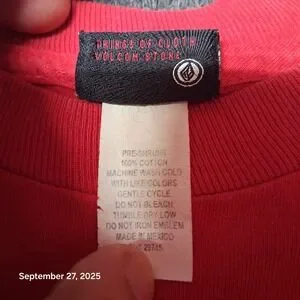 THINGS OF CLOTH
VOLCOM STONE
PRE-SHRUNK
100% COTTON
MACHINE WASH COLD
WITH LIKE COLORS
GENTLE CYCLE
DO NOT BLEACH
TUMBLE DRY LOW
DO NOT IRON EMBLEM
MADE IN MEXICO
September 27, 2025